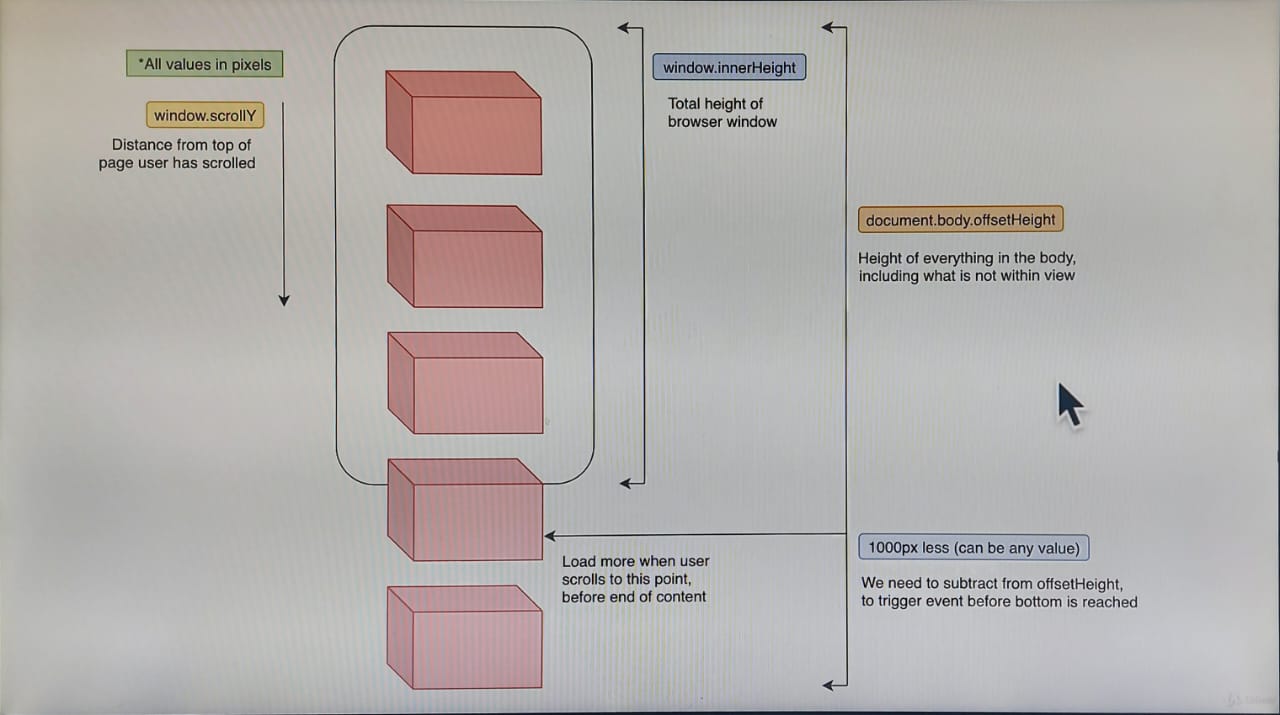 *All values in pixels
window.scrollY
Distance from top of
page user has scrolled
window.innerHeight
Total height of
browser window
document.body.offsetHeight
Height of everything in the body,
including what is not within view
Load more when user
scrolls to this point,
before end of content
1000px less (can be any value)
We need to subtract from offsetHeight,
to trigger event before bottom is reached